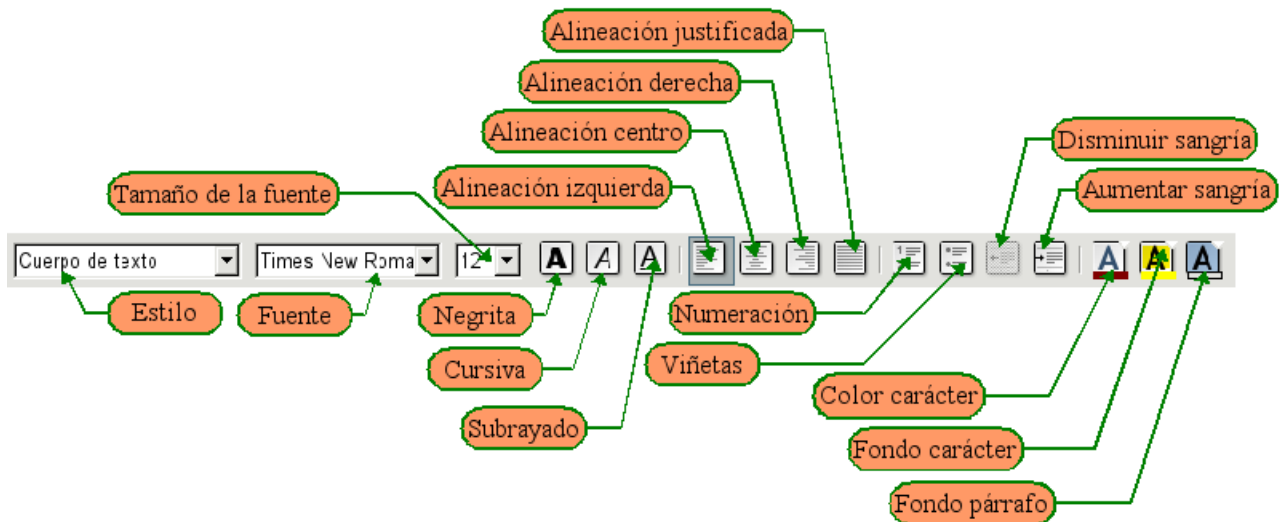 Alineación justificada
Alineación derecha
Alineación centro
Disminuir sangría
Tamaño de la fuente
Alineación izquierda
Aumentar sangría
Cuerpo de texto
Times New Roma
12
A
A
A
A
A
A
Estilo
Fuente
Negrita
Numeración
Cursiva
Viñetas
Color carácter
Subrayado
Fondo carácter
Fondo párrafo